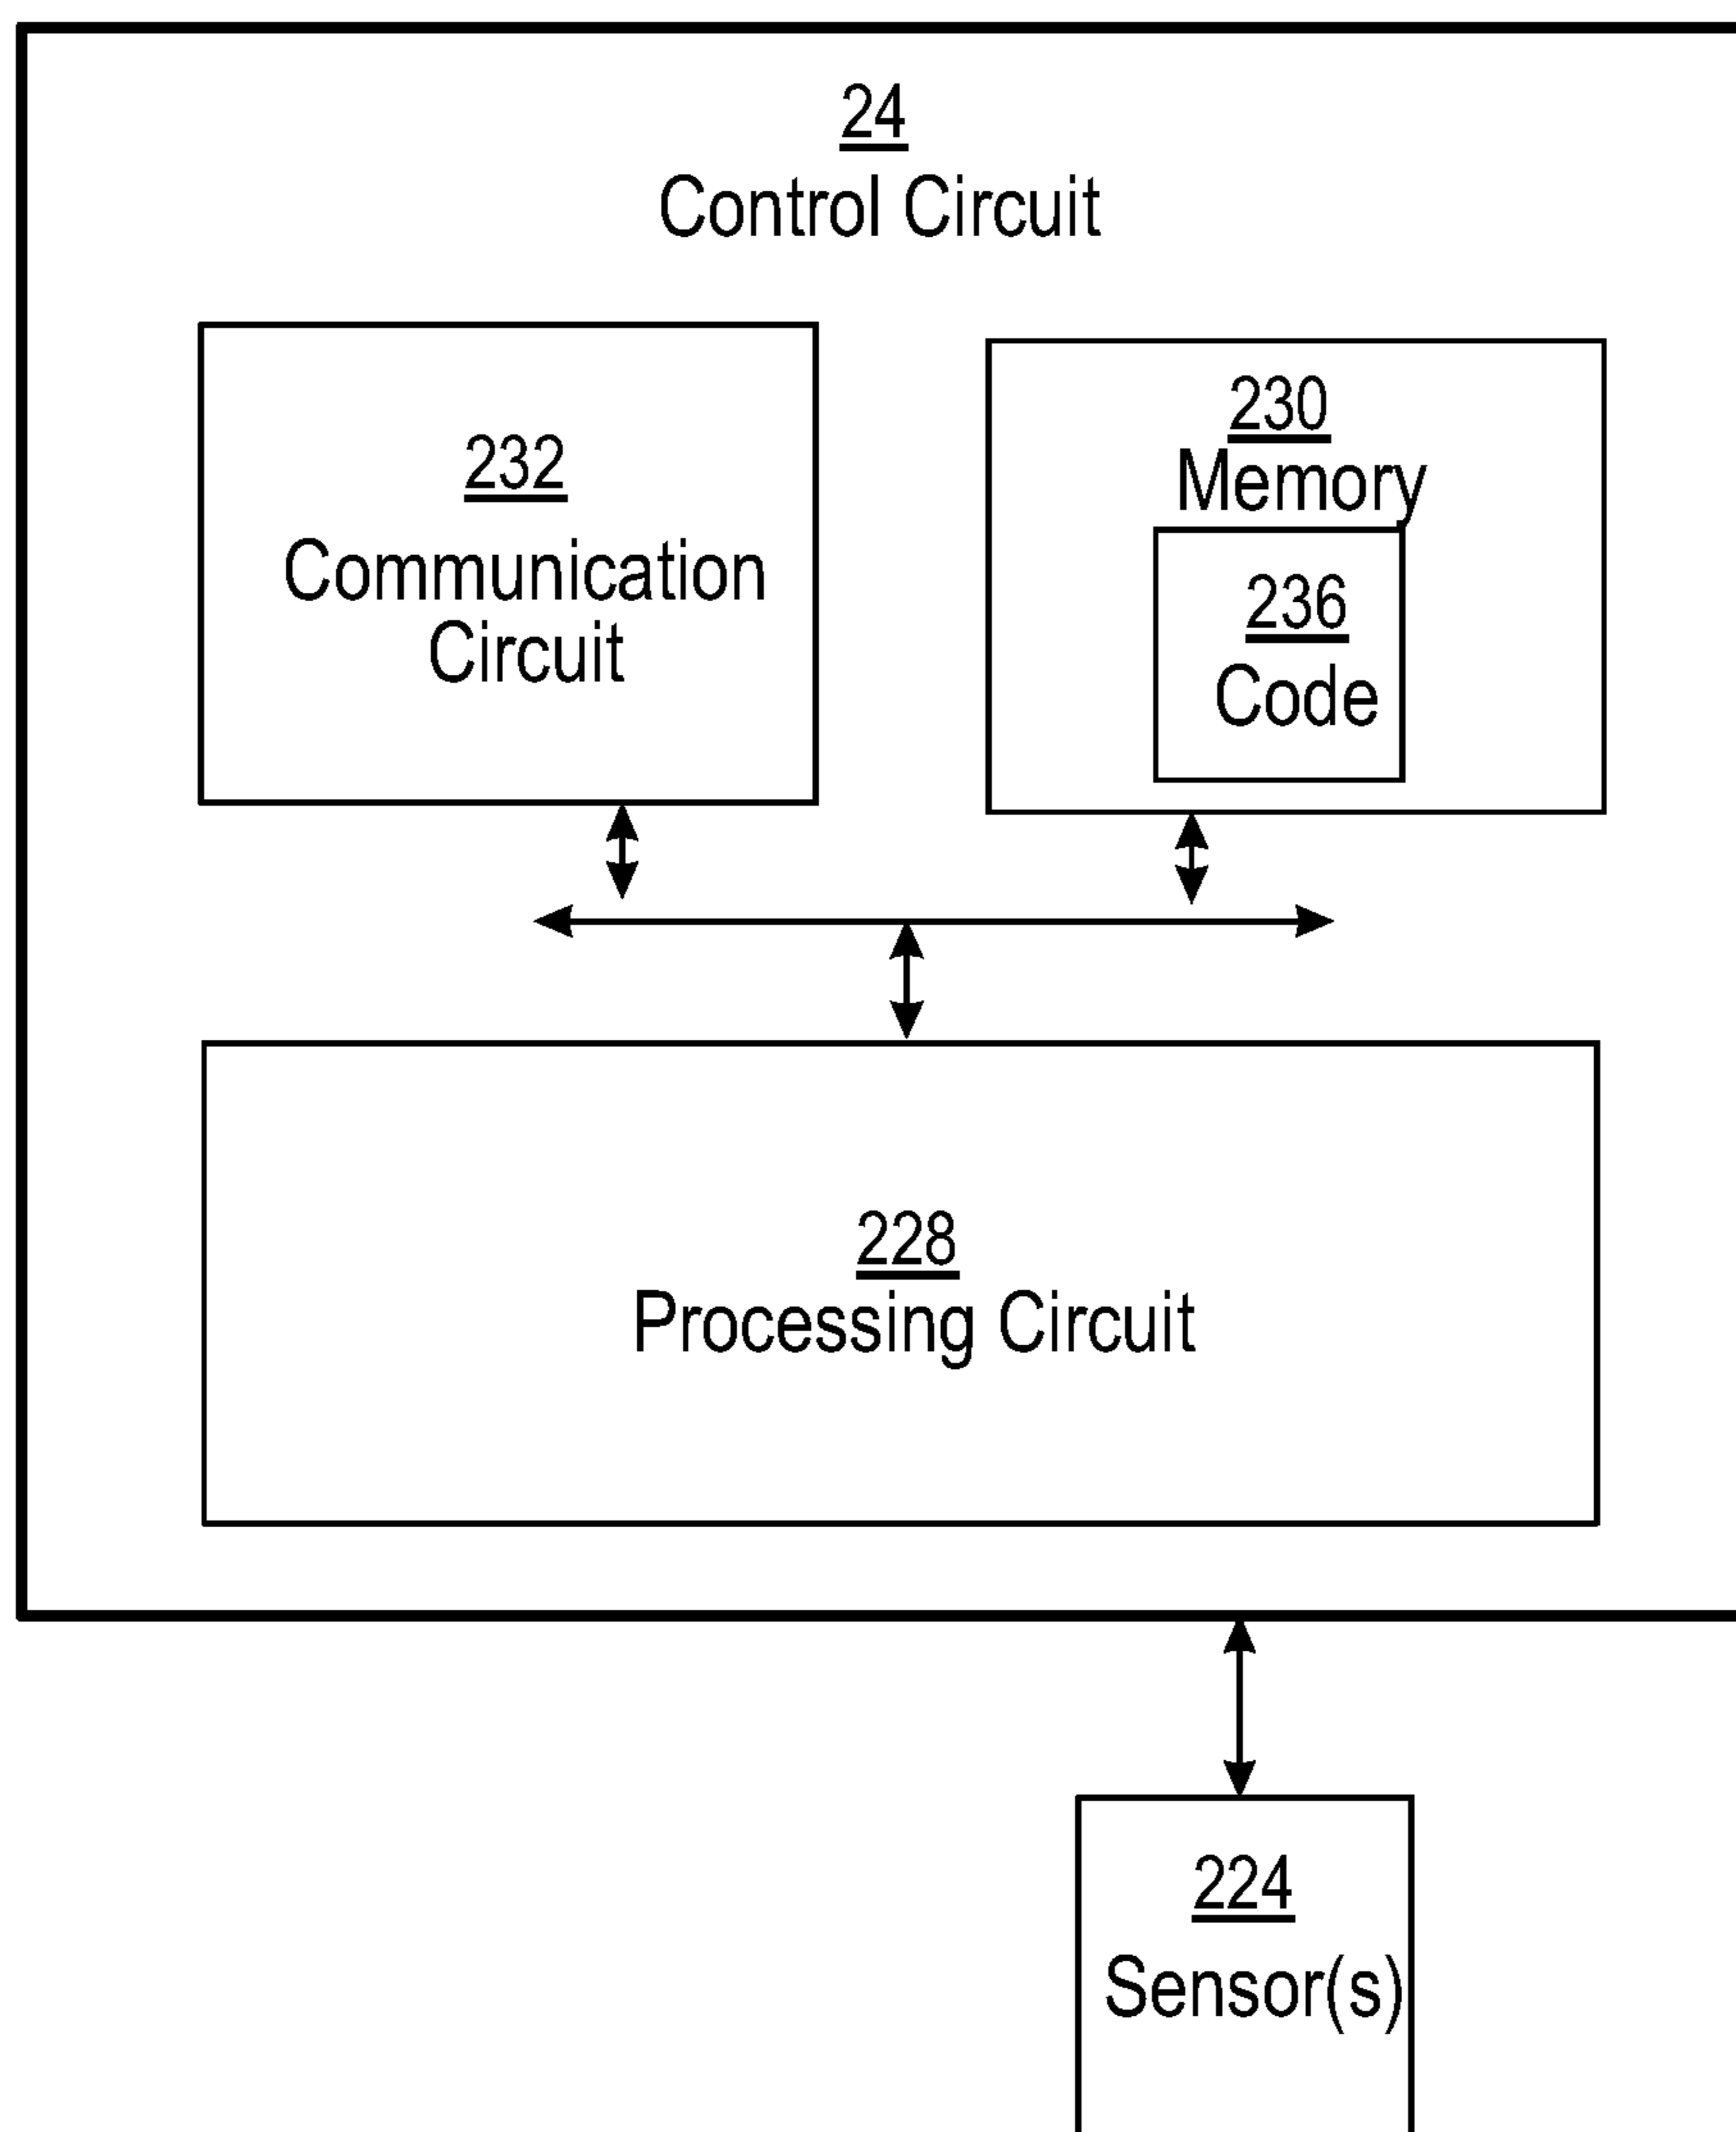 24
Control Circuit
232
Communication
Circuit
230
Memory
236
Code
228
Processing Circuit
224
Sensor(s)